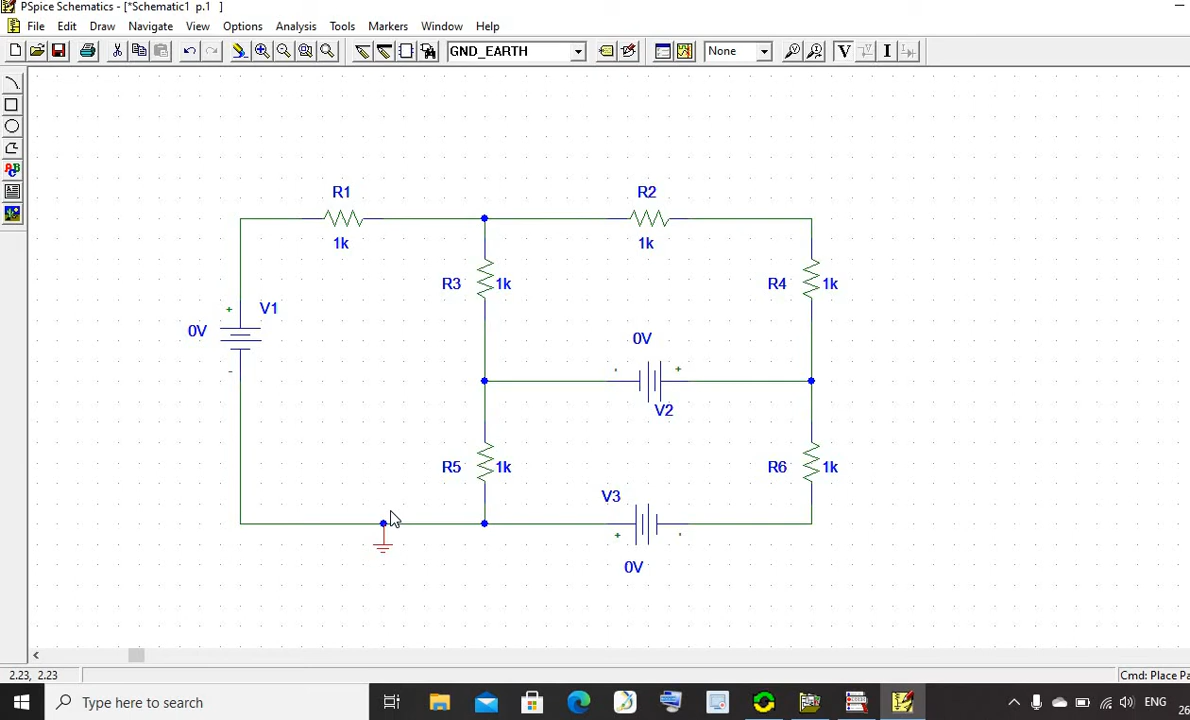 PSpice Schematics - [*Schematic1 p.1 ]
File Edit Draw Navigate View Options Analysis Tools Markers Window Help
GND_EARTH None V I
ABC
R1 R2
1k 1k
R3 1k R4 1k
+ V1
0V
0V
- - +
V2
R5 1k R6 1k
V3
+ -
0V
2.23, 2.23 Cmd: Place Pa
Type here to search ENG
26